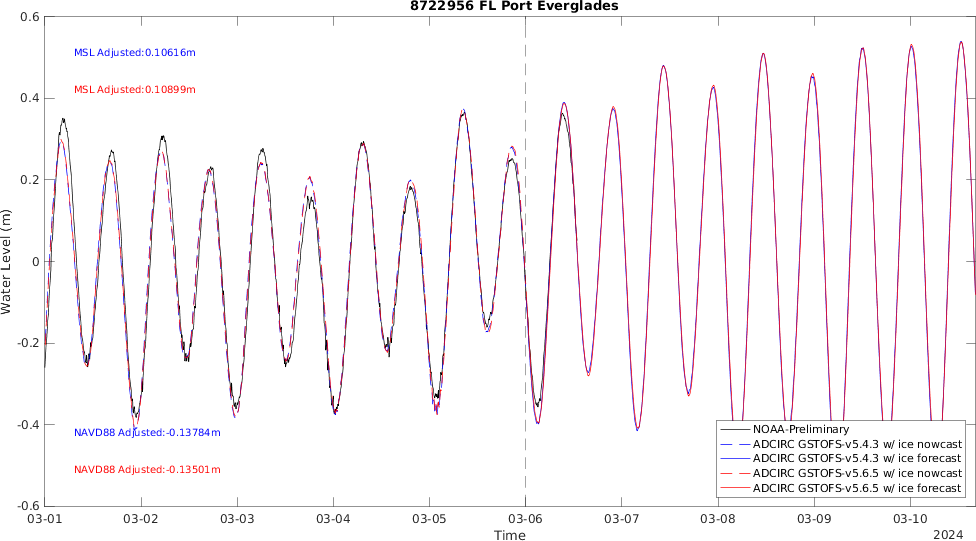 8722956 FL Port Everglades
0.6
MSL Adjusted:0.10616m
MSL Adjusted:0.10899m
0.4
0.2
0
-0.2
-0.4
-0.6
Water Level (m)
NAVD88 Adjusted:-0.13784m
NAVD88 Adjusted:-0.13501m
NOAA-Preliminary
ADCIRC GSTOFS-v5.4.3 w/ ice nowcast
ADCIRC GSTOFS-v5.4.3 w/ ice forecast
ADCIRC GSTOFS-v5.6.5 w/ ice nowcast
ADCIRC GSTOFS-v5.6.5 w/ ice forecast
03-01 03-02 03-03 03-04 03-05 03-06 03-07 03-08 03-09 03-10
Time
2024